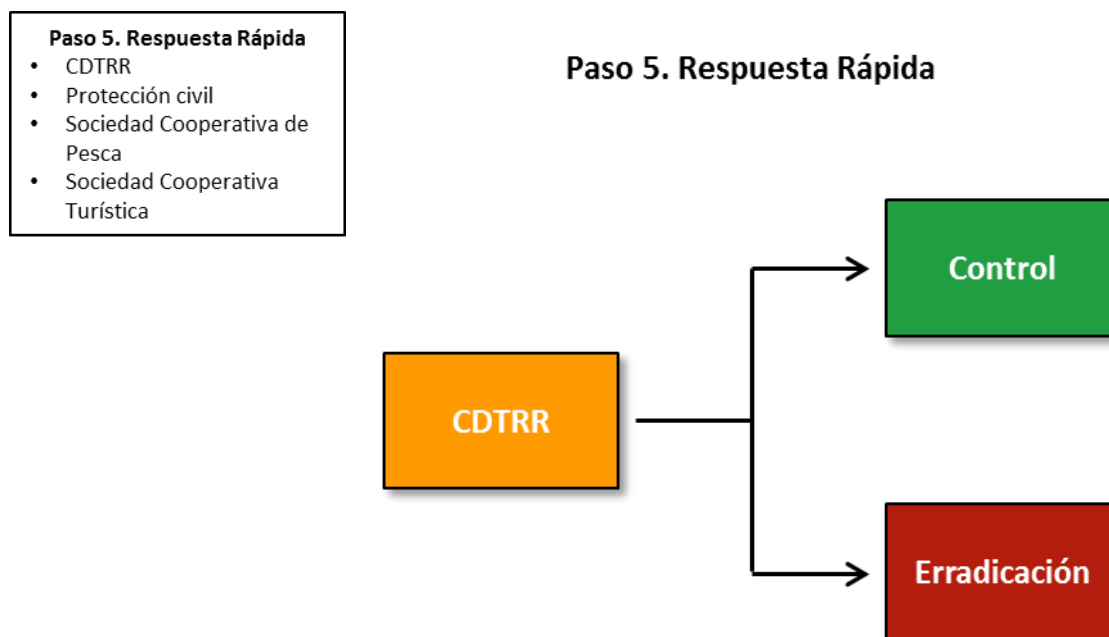 Paso 5. Respuesta Rápida
• CDTRR
• Protección civil
• Sociedad Cooperativa de
Pesca
• Sociedad Cooperativa
Turística
Paso 5. Respuesta Rápida
Control
CDTRR
Erradicación